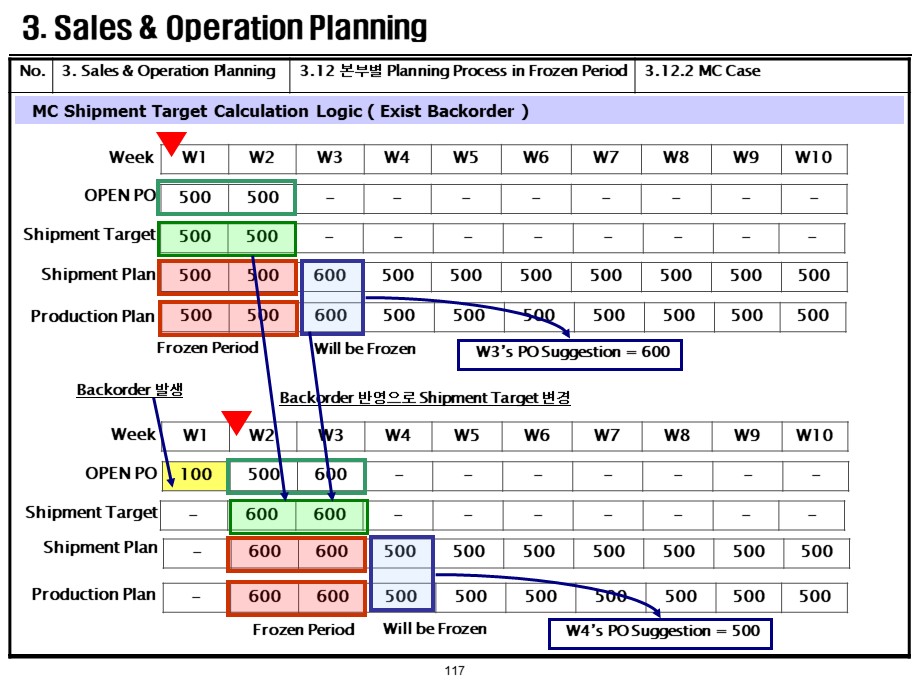 3. Sales & Operation Planning
No. 3. Sales & Operation Planning 3.12 본부별 Planning Process in Frozen Period 3.12.2 MC Case
MC Shipment Target Calculation Logic ( Exist Backorder )
Week W1 W2 W3 W4 W5 W6 W7 W8 W9 W10
OPEN PO 500 500 – – – – – – – –
Shipment Target 500 500 – – – – – – – –
Shipment Plan 500 500 600 500 500 500 500 500 500 500
Production Plan 500 500 600 500 500 500 500 500 500 500
Frozen Period Will be Frozen W3's PO Suggestion = 600
Backorder 발생 Backorder 반영으로 Shipment Target 변경
Week W1 W2 W3 W4 W5 W6 W7 W8 W9 W10
OPEN PO 100 500 600 – – – – – – –
Shipment Target – 600 600 – – – – – – –
Shipment Plan – 600 600 500 500 500 500 500 500 500
Production Plan – 600 600 500 500 500 500 500 500 500
Frozen Period Will be Frozen W4's PO Suggestion = 500
117